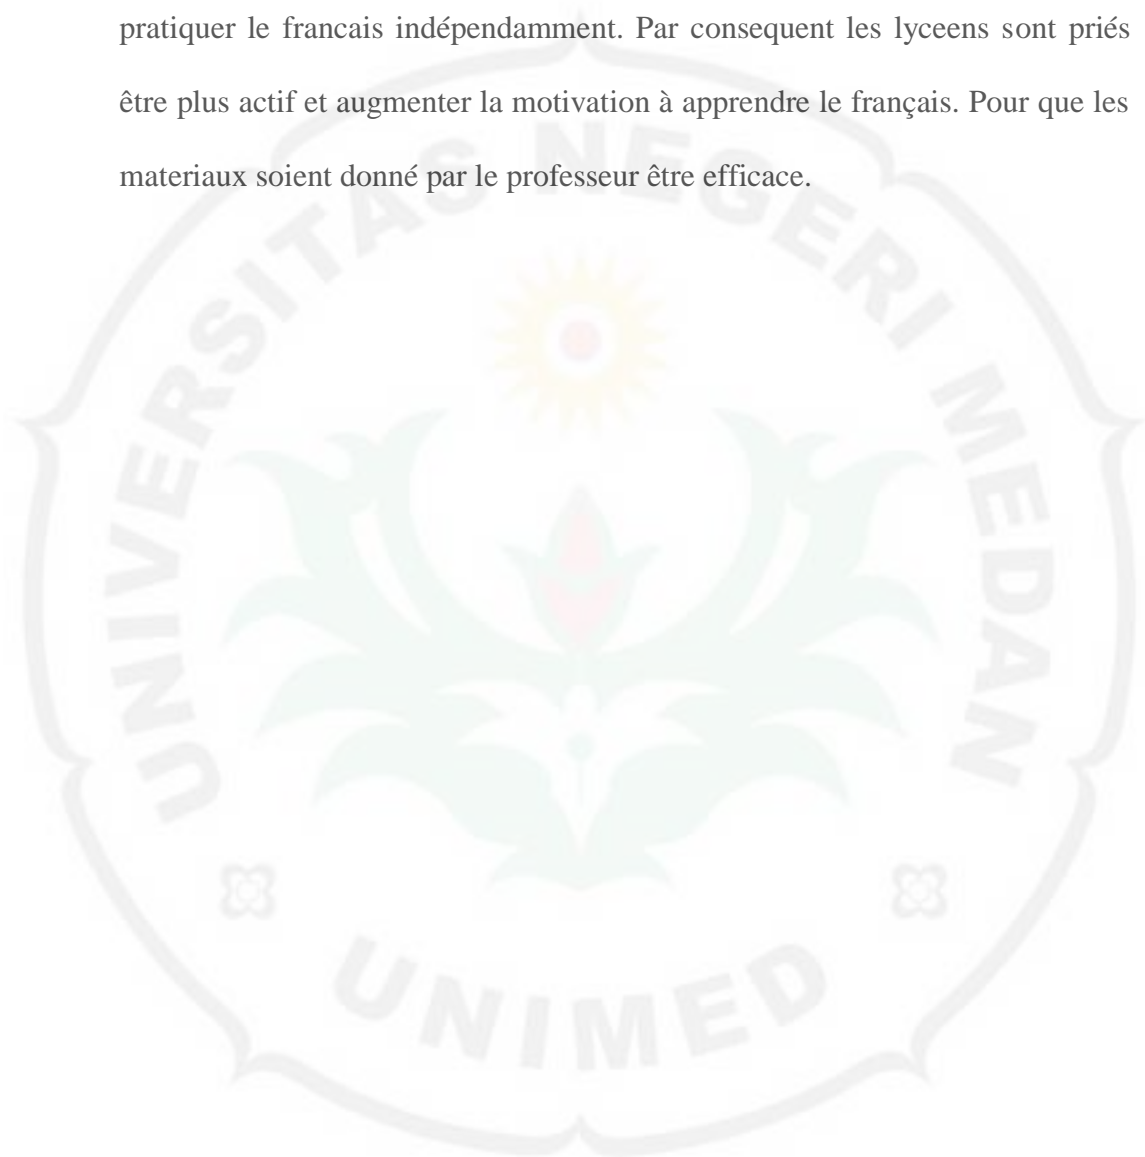 pratiquer le francais indépendamment. Par consequent les lyceens sont priés
être plus actif et augmenter la motivation à apprendre le français. Pour que les
materiaux soient donné par le professeur être efficace.
UNIVERSITAS NEGERI MEDAN
UNIMED